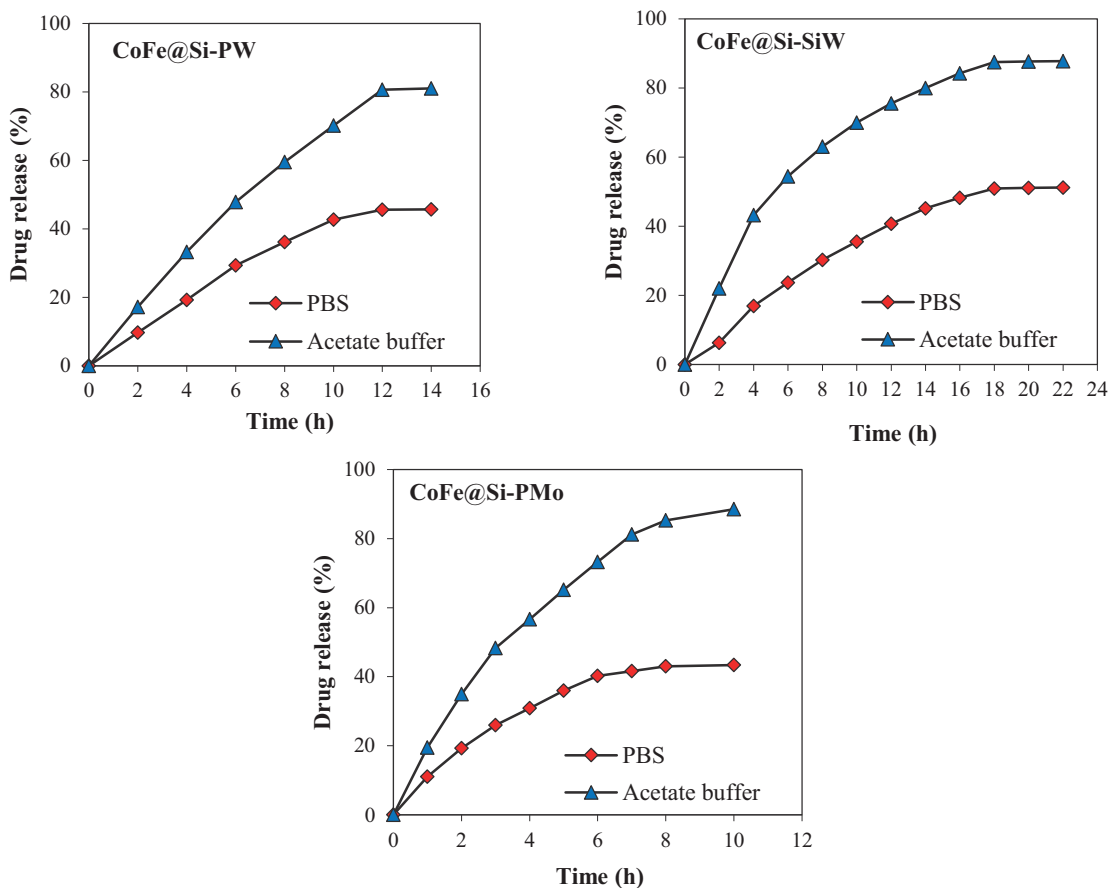 CoFe@Si-PW
Drug release (%)
100
80
60
40
20
0
0 2 4 6 8 10 12 14 16
Time (h)
PBS
Acetate buffer
CoFe@Si-SiW
Drug release (%)
100
80
60
40
20
0
0 2 4 6 8 10 12 14 16 18 20 22 24
Time (h)
PBS
Acetate buffer
CoFe@Si-PMo
Drug release (%)
100
80
60
40
20
0
0 2 4 6 8 10 12
Time (h)
PBS
Acetate buffer